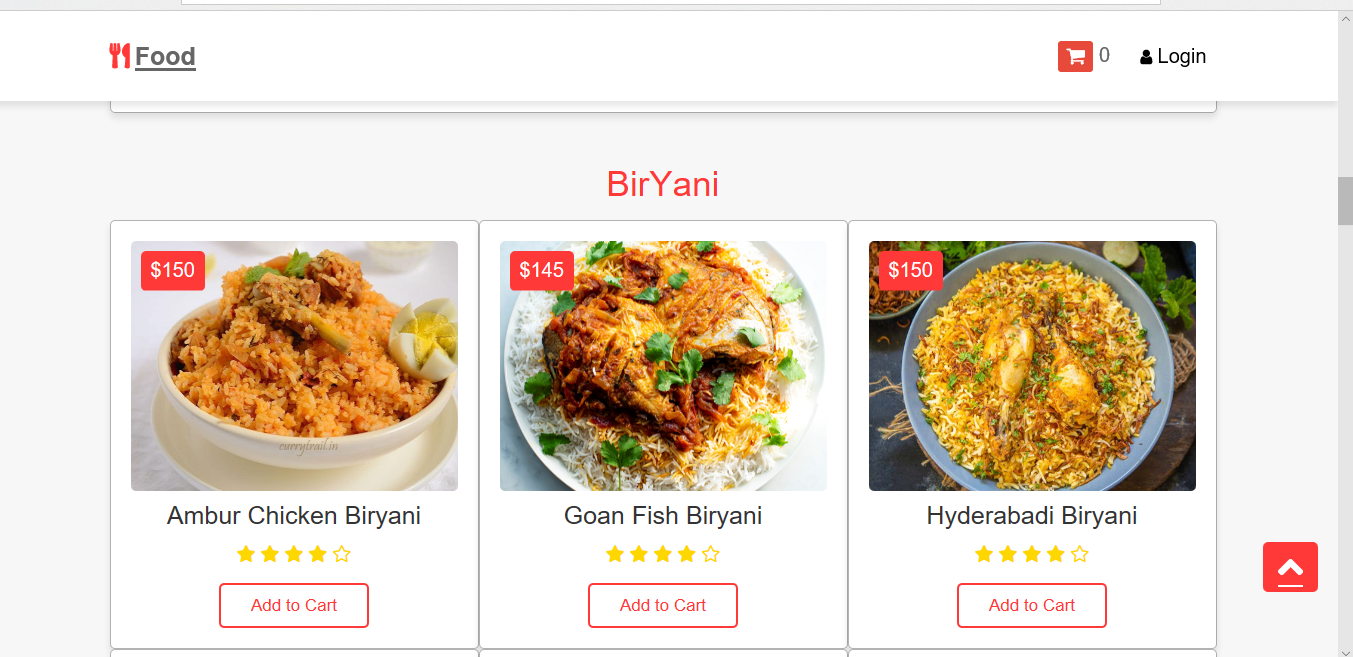 Food
0
Login
BirYani
$150
$145
$150
currytrail.in
Ambur Chicken Biryani
Goan Fish Biryani
Hyderabadi Biryani
Add to Cart
Add to Cart
Add to Cart